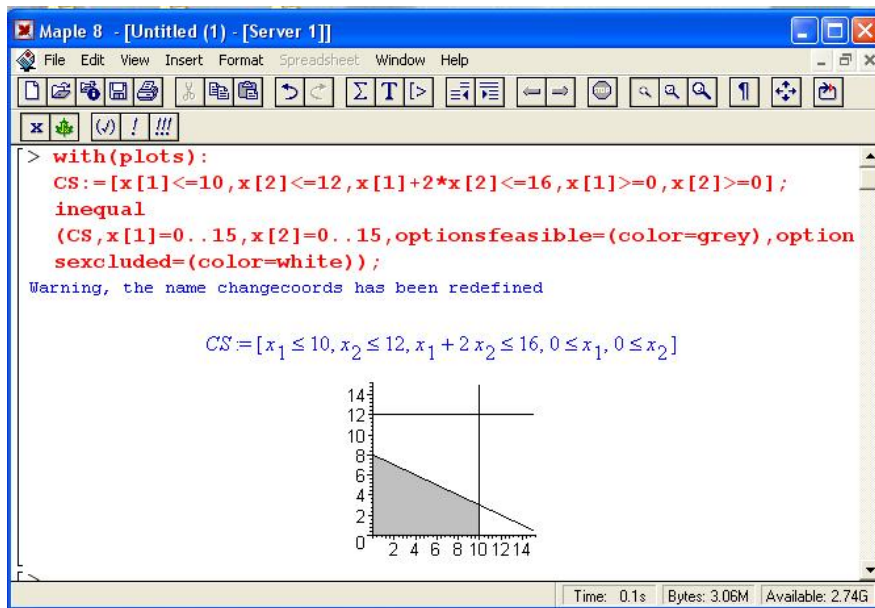 Maple 8 - [Untitled (1) - [Server 1]]
File Edit View Insert Format Spreadsheet Window Help
Σ T [> STOP ¶
x (√) ! !!!
[> with(plots):
CS:=[x[1]<=10,x[2]<=12,x[1]+2*x[2]<=16,x[1]>=0,x[2]>=0];
inequal
(CS,x[1]=0..15,x[2]=0..15,optionsfeasible=(color=grey),option
sexcluded=(color=white));
Warning, the name changecoords has been redefined
CS := [x₁ ≤ 10, x₂ ≤ 12, x₁ + 2 x₂ ≤ 16, 0 ≤ x₁, 0 ≤ x₂]
14
12
10
8
6
4
2
0
2 4 6 8 10 12 14
[>
Time: 0.1s Bytes: 3.06M Available: 2.74G